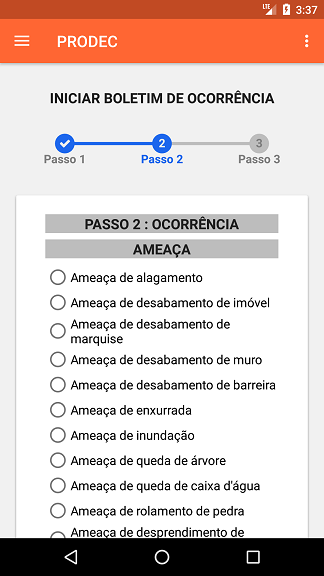 LTE 3:37
PRODEC
INICIAR BOLETIM DE OCORRÊNCIA
2 3
Passo 1 Passo 2 Passo 3
PASSO 2 : OCORRÊNCIA
AMEAÇA
Ameaça de alagamento
Ameaça de desabamento de imóvel
Ameaça de desabamento de
marquise
Ameaça de desabamento de muro
Ameaça de desabamento de barreira
Ameaça de enxurrada
Ameaça de inundação
Ameaça de queda de árvore
Ameaça de queda de caixa d'água
Ameaça de rolamento de pedra
Ameaça de desprendimento de